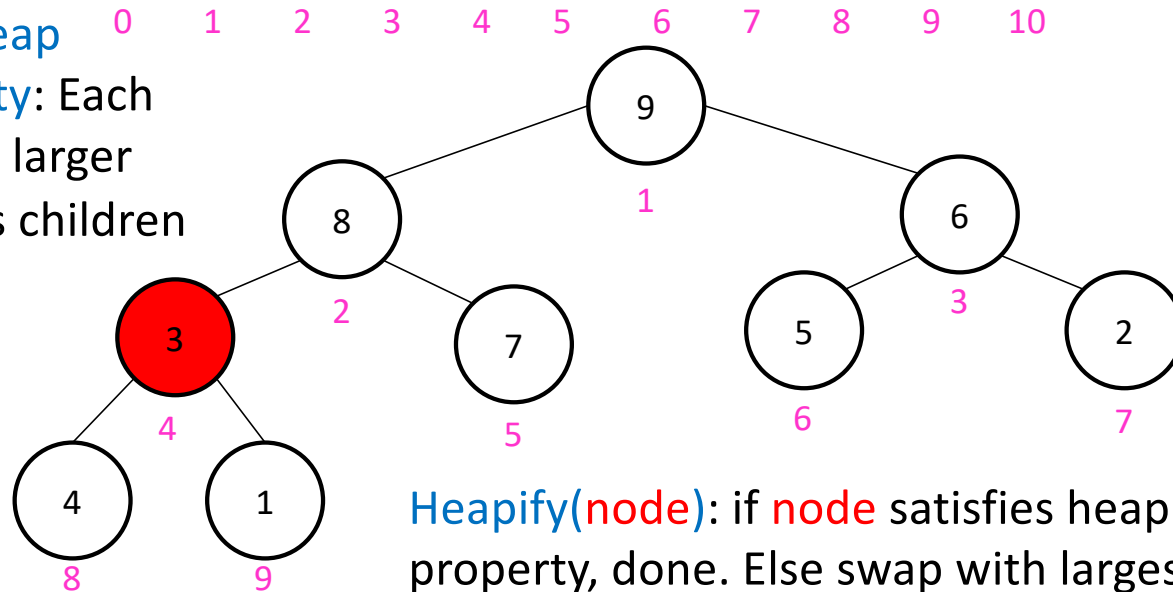 0 1 2 3 4 5 6 7 8 9 10
eap
ty: Each
larger
s children
9
1
8
6
2
3
3
7
5
2
4
5
6
7
4
1
8
9
Heapify(node): if node satisfies heap
property, done. Else swap with larges